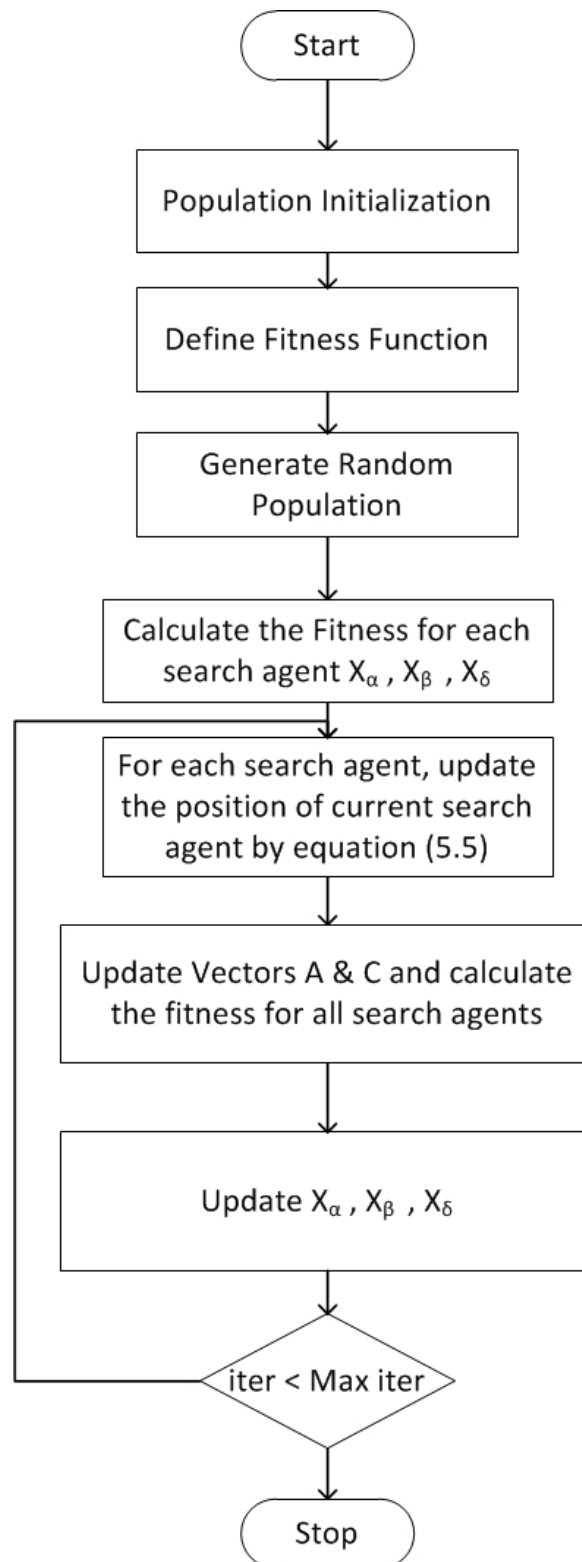 Start
Population Initialization
Define Fitness Function
Generate Random
Population
Calculate the Fitness for each
search agent Xα , Xβ , Xδ
For each search agent, update
the position of current search
agent by equation (5.5)
Update Vectors A & C and calculate
the fitness for all search agents
Update Xα , Xβ , Xδ
iter < Max iter
Stop